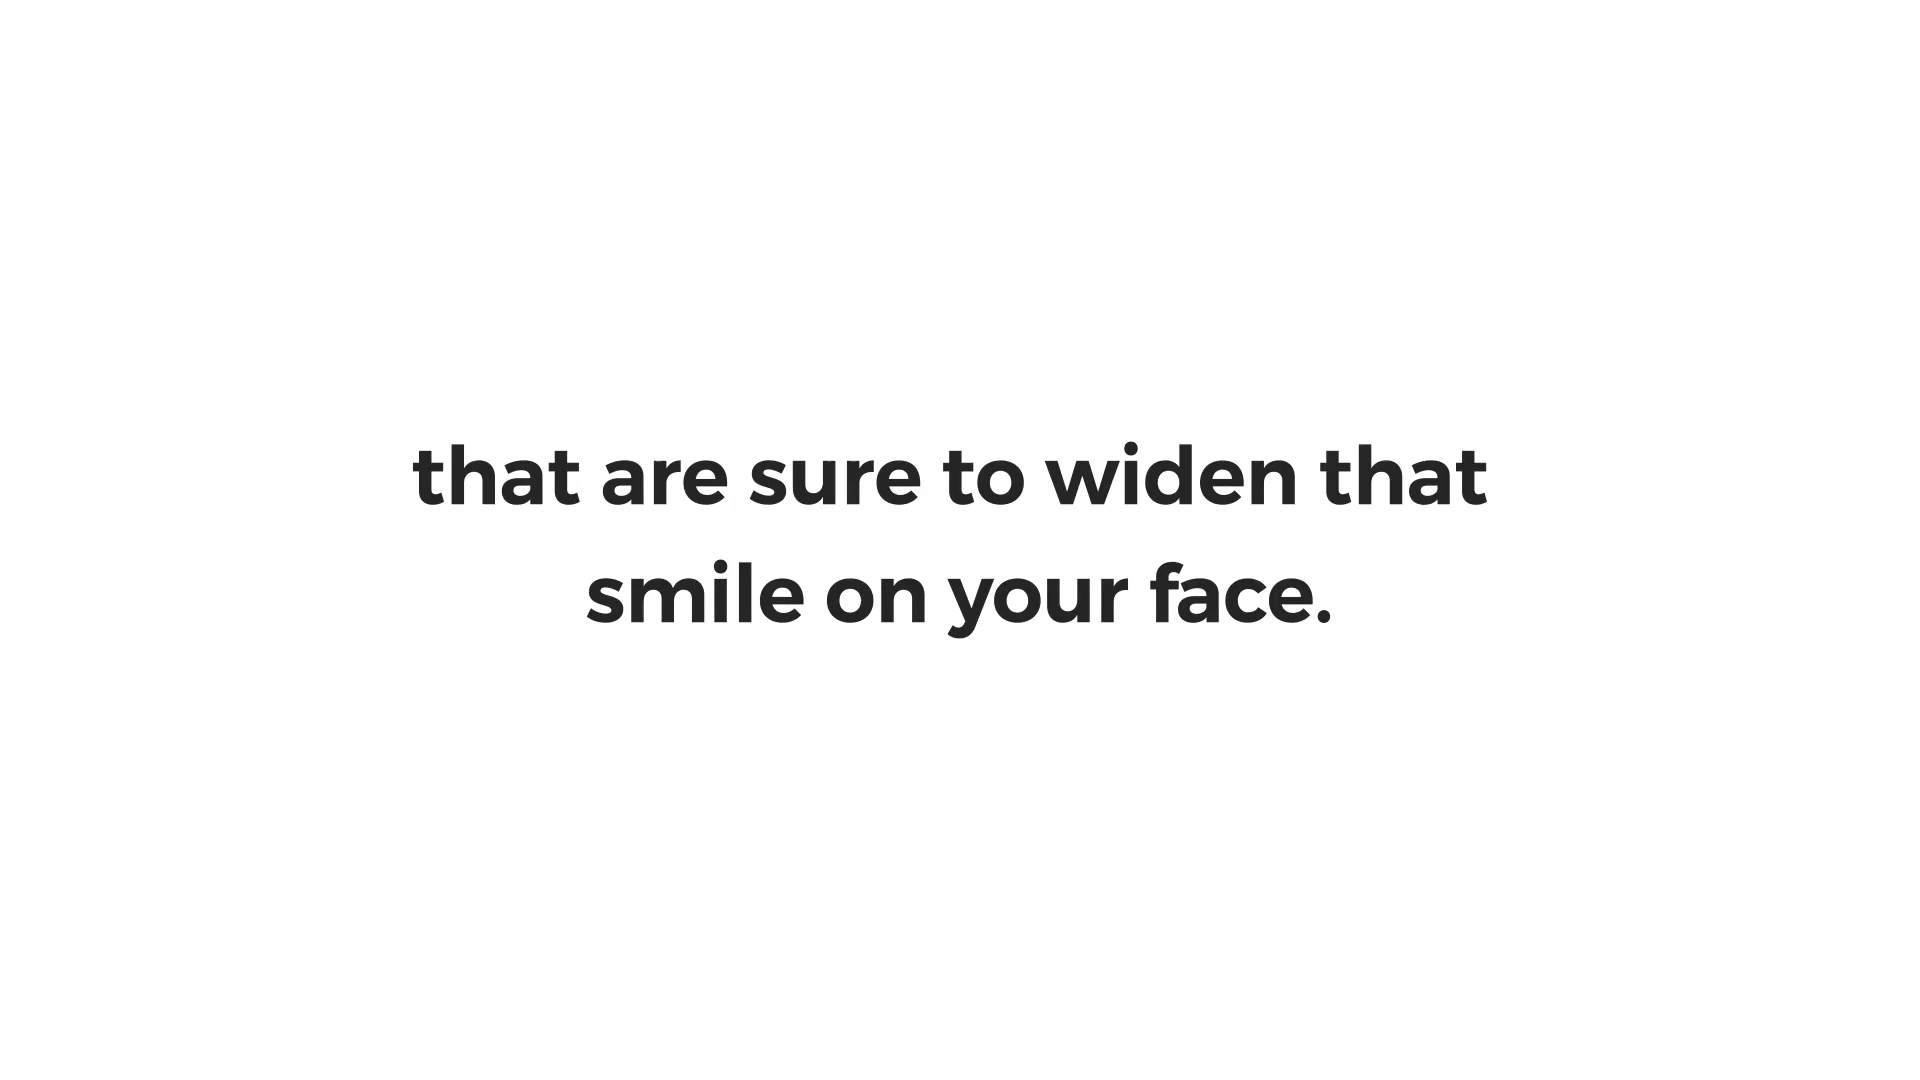 that are sure to widen that
smile on your face.